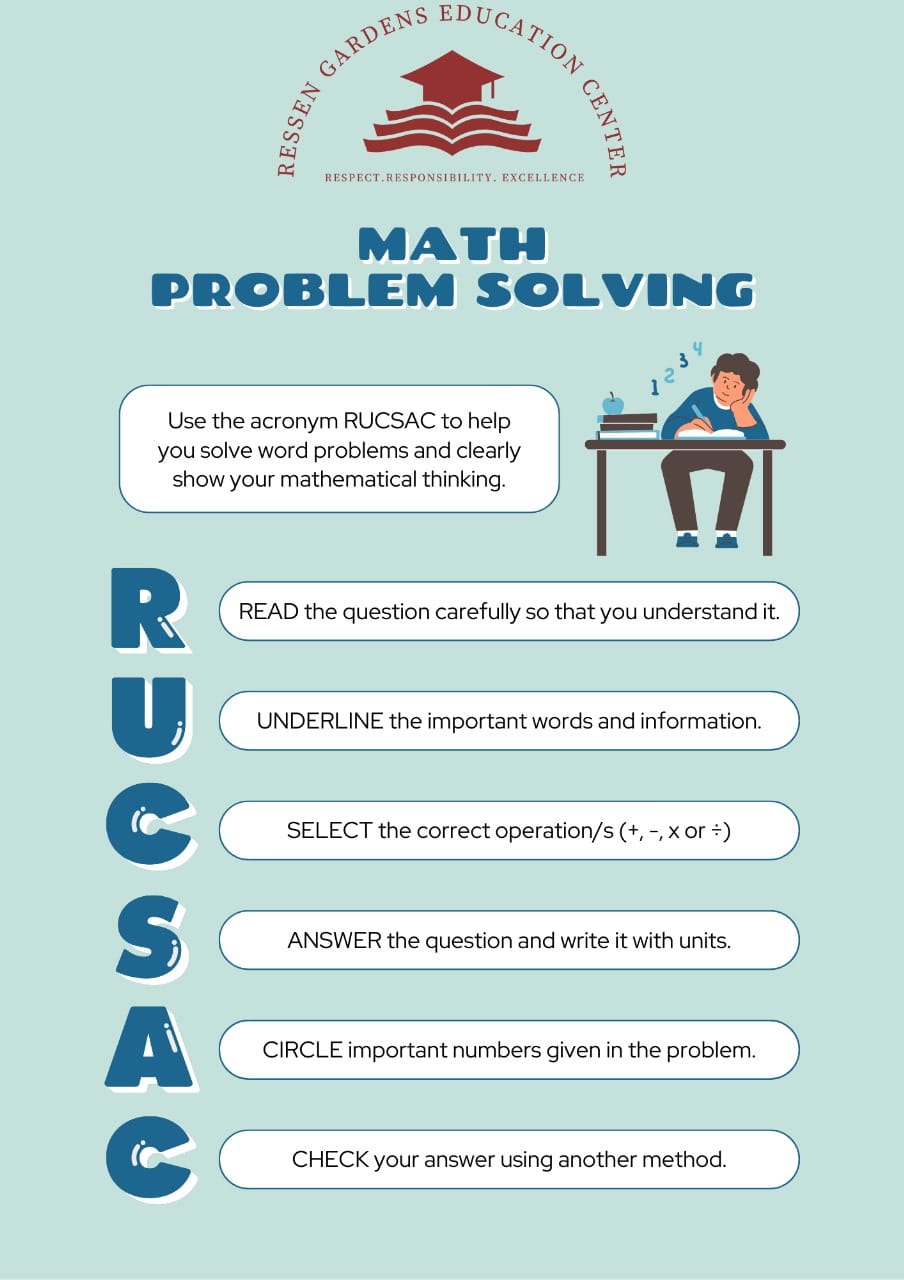 RESSEN GARDENS EDUCATION CENTER
RESPECT.RESPONSIBILITY. EXCELLENCE
MATH
PROBLEM SOLVING
1 2 3 4
Use the acronym RUCSAC to help
you solve word problems and clearly
show your mathematical thinking.
R
READ the question carefully so that you understand it.
U
UNDERLINE the important words and information.
C
SELECT the correct operation/s (+, -, x or ÷)
S
ANSWER the question and write it with units.
A
CIRCLE important numbers given in the problem.
C
CHECK your answer using another method.